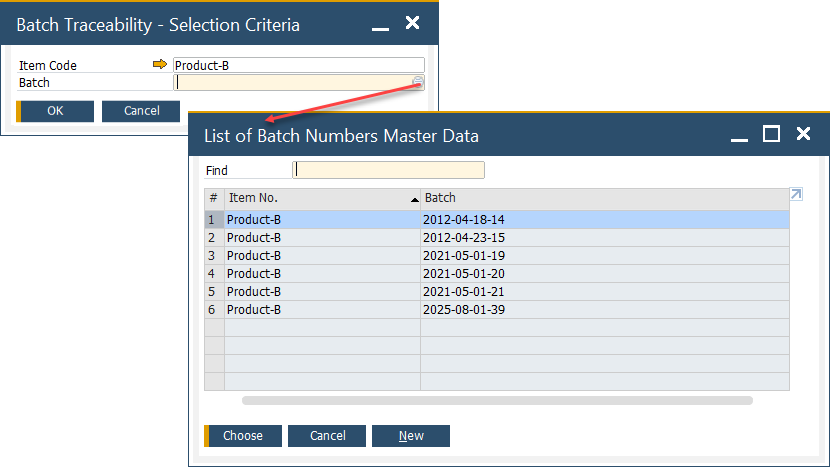 Batch Traceability - Selection Criteria
Item Code Product-B
Batch
OK Cancel
List of Batch Numbers Master Data
Find
# Item No. Batch
1 Product-B 2012-04-18-14
2 Product-B 2012-04-23-15
3 Product-B 2021-05-01-19
4 Product-B 2021-05-01-20
5 Product-B 2021-05-01-21
6 Product-B 2025-08-01-39
Choose Cancel New